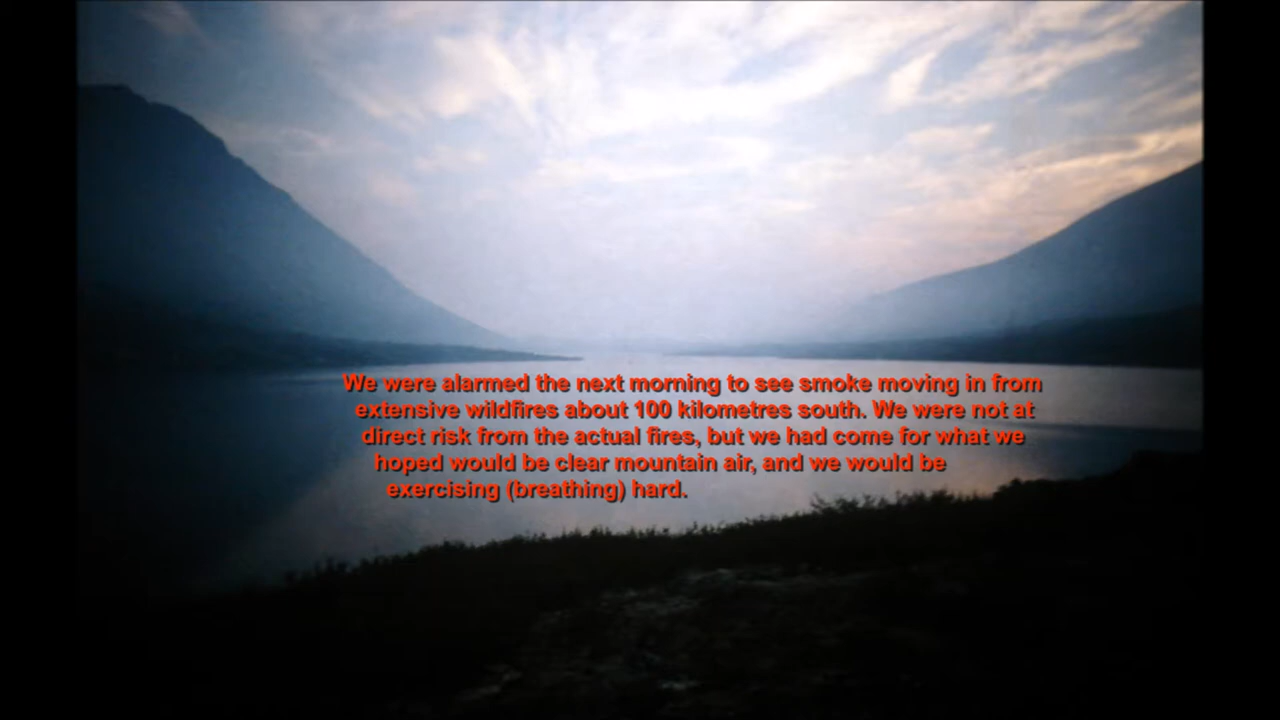 We were alarmed the next morning to see smoke moving in from
extensive wildfires about 100 kilometres south. We were not at
direct risk from the actual fires, but we had come for what we
hoped would be clear mountain air, and we would be
exercising (breathing) hard.